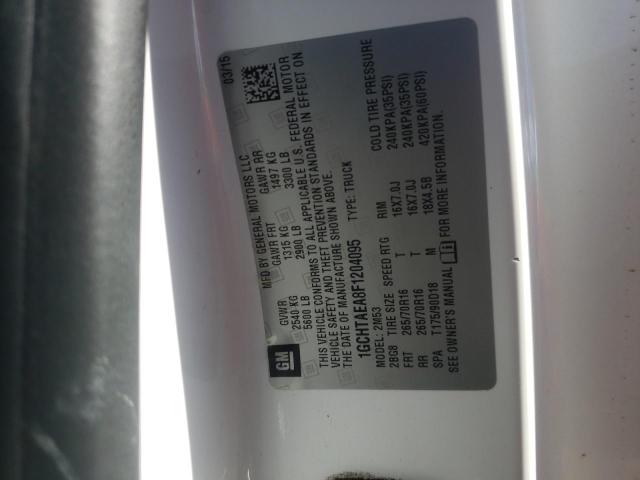 GM
MFD BY GENERAL MOTORS LLC
03/15
GVWR GAWR FRT GAWR RR
2540 KG 1315 KG 1497 KG
5600 LB 2900 LB 3300 LB
THIS VEHICLE CONFORMS TO ALL APPLICABLE U.S. FEDERAL MOTOR
VEHICLE SAFETY AND THEFT PREVENTION STANDARDS IN EFFECT ON
THE DATE OF MANUFACTURE SHOWN ABOVE.
1GCHTAEA8F1204095 TYPE: TRUCK
MODEL: 2M53
2BG8 TIRE SIZE SPEED RTG RIM COLD TIRE PRESSURE
FRT 265/70R16 T 16X7.0J 240KPA(35PSI)
RR 265/70R16 T 16X7.0J 240KPA(35PSI)
SPA T175/90D18 M 18X4.5B 420KPA(60PSI)
SEE OWNER'S MANUAL FOR MORE INFORMATION.